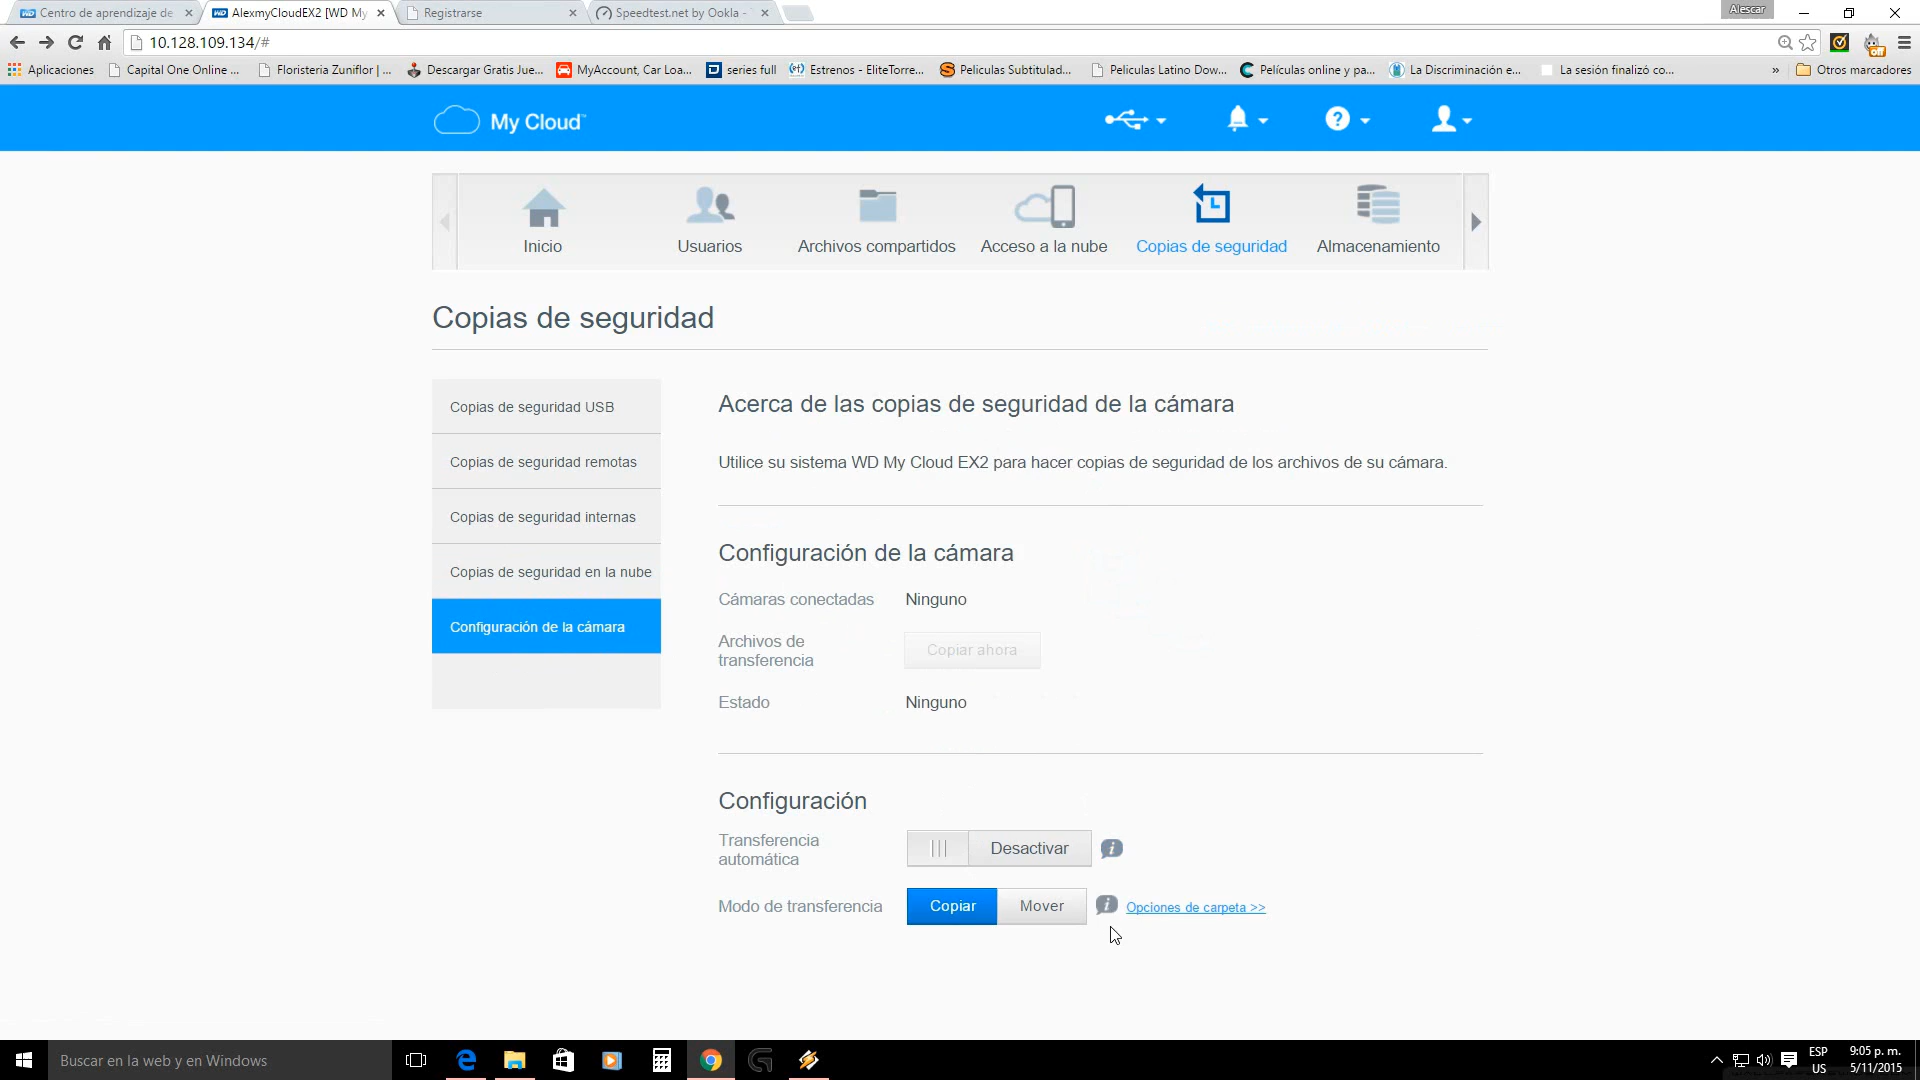 Centro de aprendizaje de
AlexmyCloudEX2 [WD My
Registrarse
Speedtest.net by Ookla -
Alescar
10.128.109.134/#
Aplicaciones
Capital One Online ...
Floristeria Zuniflor | ...
Descargar Gratis Jue...
MyAccount, Car Loa...
series full
Estrenos - EliteTorre...
Peliculas Subtitulad...
Peliculas Latino Dow...
Películas online y pa...
La Discriminación e...
La sesión finalizó co...
»
Otros marcadores
My Cloud
Inicio
Usuarios
Archivos compartidos
Acceso a la nube
Copias de seguridad
Almacenamiento
Copias de seguridad
Copias de seguridad USB
Copias de seguridad remotas
Copias de seguridad internas
Copias de seguridad en la nube
Configuración de la cámara
Acerca de las copias de seguridad de la cámara
Utilice su sistema WD My Cloud EX2 para hacer copias de seguridad de los archivos de su cámara.
Configuración de la cámara
Cámaras conectadas Ninguno
Archivos de
transferencia
Copiar ahora
Estado Ninguno
Configuración
Transferencia
automática
Desactivar
Modo de transferencia Copiar Mover Opciones de carpeta >>
Buscar en la web y en Windows
ESP
US
9:05 p. m.
5/11/2015